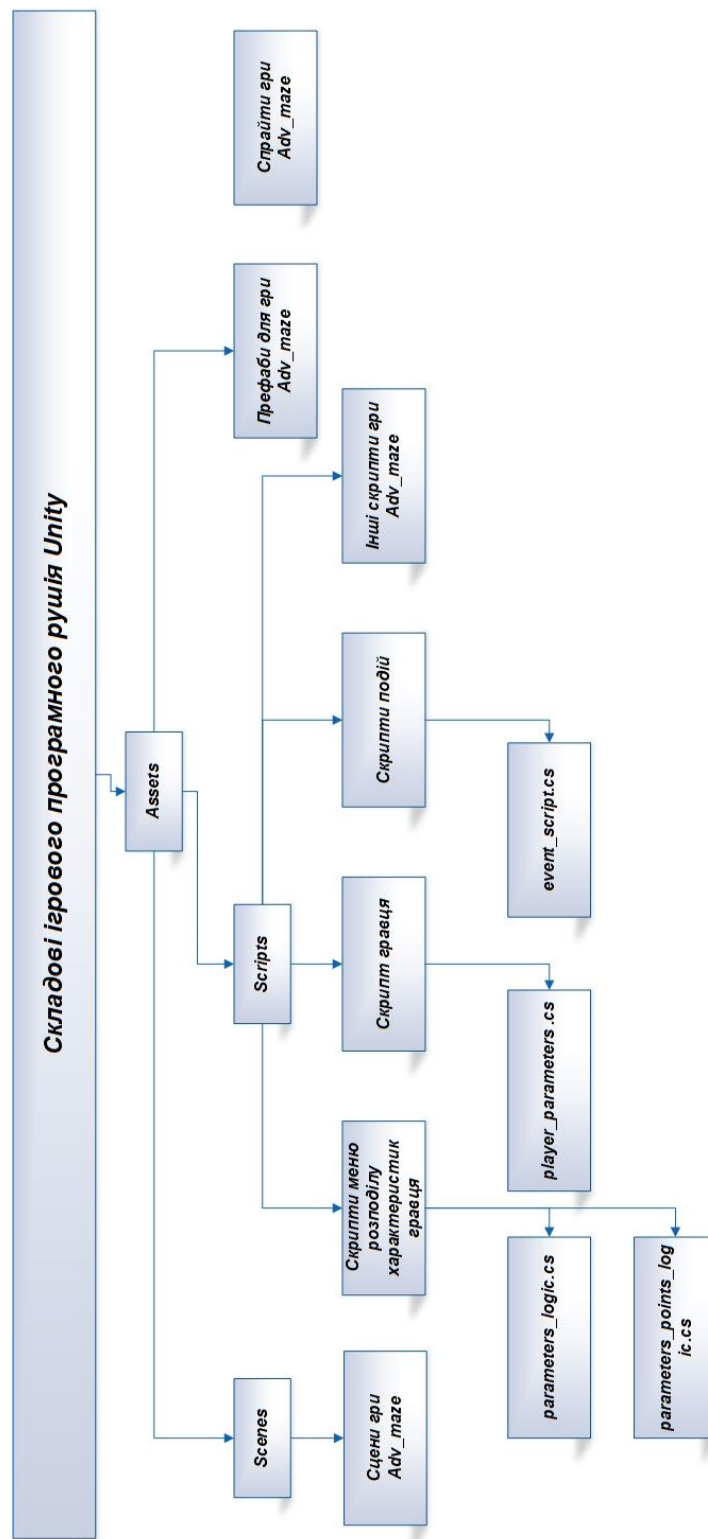 Складові ігрового програмного рушія Unity
Assets
Scenes
Scripts
Префаби для гри
Adv_maze
Спрайти гри
Adv_maze
Сцени гри
Adv_maze
Скрипти меню
розподілу
характеристик
гравця
Скрипт гравця
Скрипти подій
Інші скрипти гри
Adv_maze
parameters_logic.cs
player_parameters .cs
event_script.cs
parameters_points_log
ic.cs